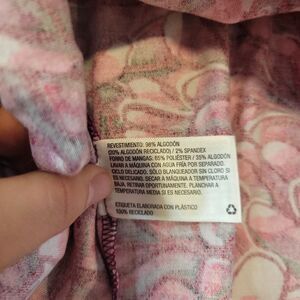 REVESTIMIENTO: 98% ALGODÓN
(100% ALGODÓN RECICLADO) / 2% SPANDEX
FORRO DE MANGAS: 65% POLIÉSTER / 35% ALGODÓN
LAVAR A MÁQUINA CON AGUA FRÍA POR SEPARADO.
CICLO DELICADO. SÓLO BLANQUEADOR SIN CLORO SI
ES NECESARIO. SECAR A MÁQUINA A TEMPERATURA
BAJA. RETIRAR OPORTUNAMENTE. PLANCHAR A
TEMPERATURA MEDIA SI ES NECESARIO.
ETIQUETA ELABORADA CON PLÁSTICO
100% RECICLADO